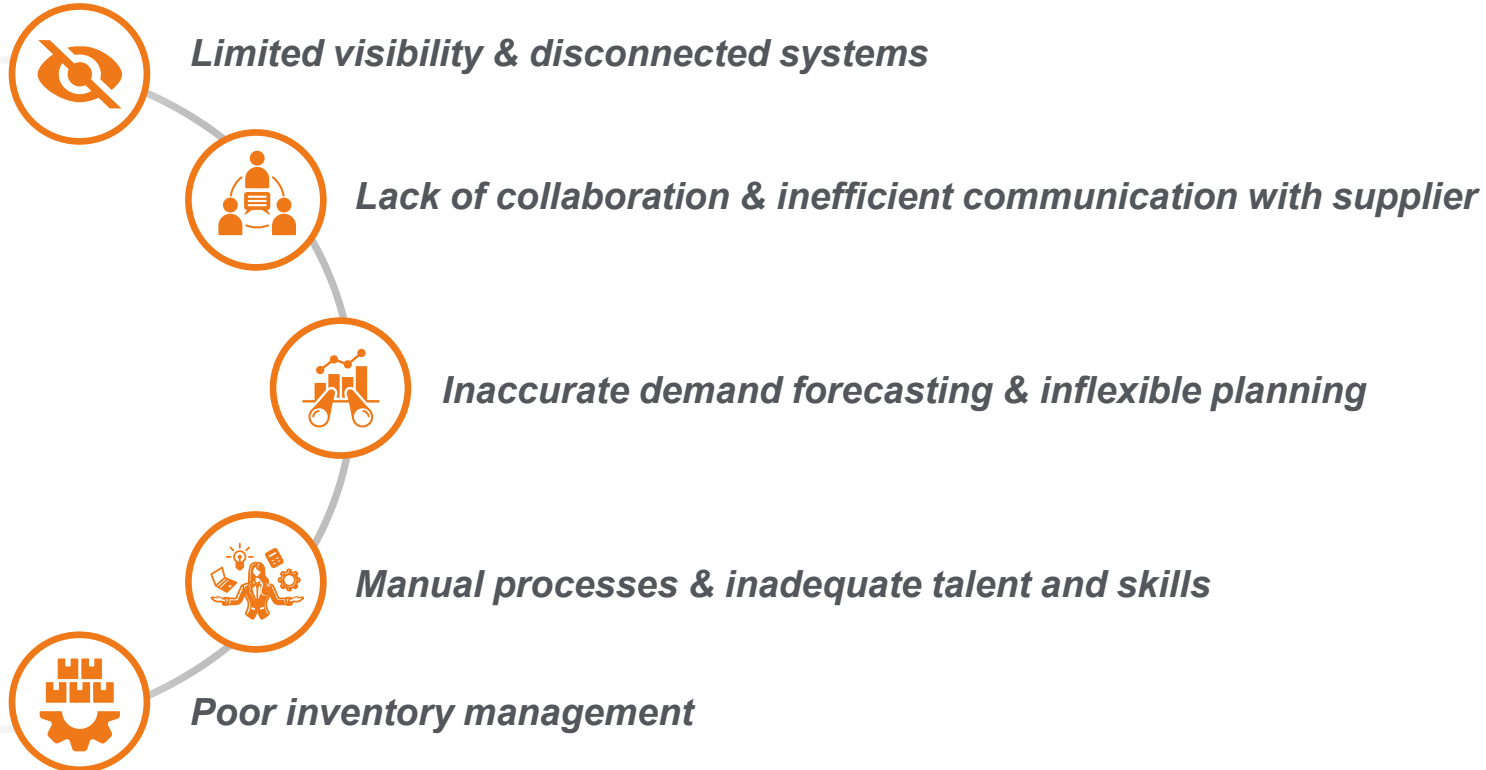 Limited visibility & disconnected systems
Lack of collaboration & inefficient communication with supplier
Inaccurate demand forecasting & inflexible planning
Manual processes & inadequate talent and skills
Poor inventory management